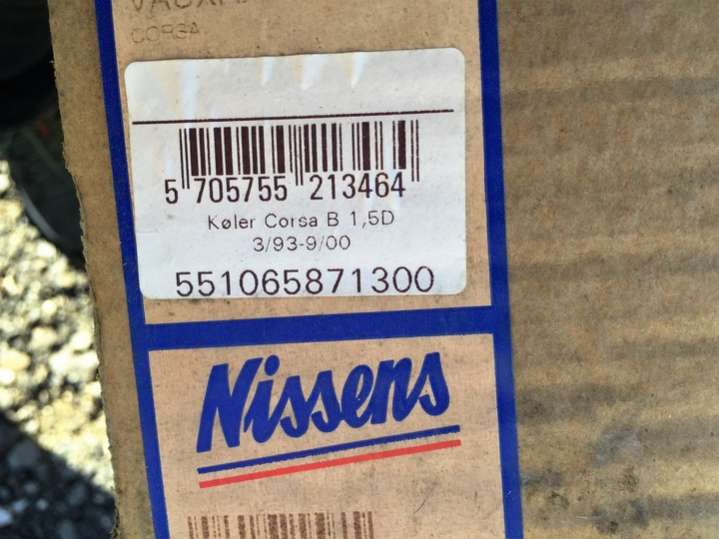 CORSA
5 705755 213464
Køler Corsa B 1,5D
3/93-9/00
551065871300
Nissens